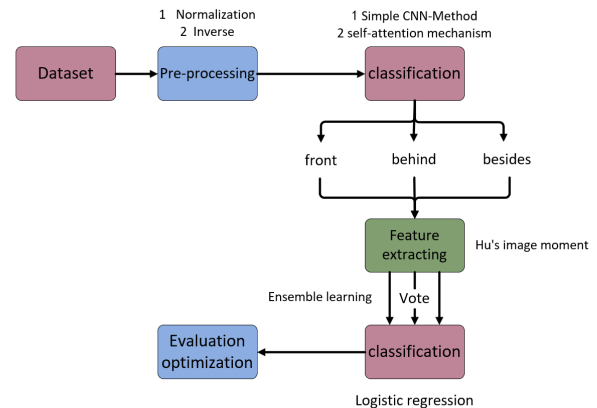 1 Normalization
2 Inverse
1 Simple CNN-Method
2 self-attention mechanism
Dataset
Pre-processing
classification
front
behind
besides
Feature
extracting
Hu's image moment
Ensemble learning
Vote
Evaluation
optimization
classification
Logistic regression